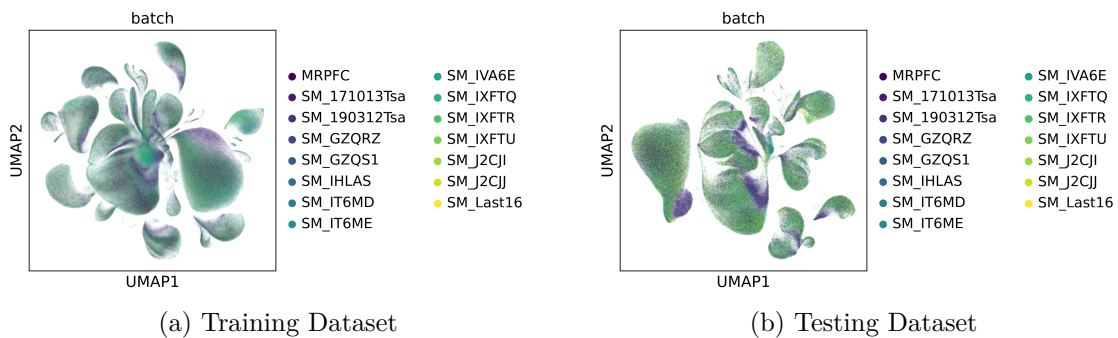 batch
UMAP2
UMAP1
MRPFC
SM_171013Tsa
SM_190312Tsa
SM_GZQRZ
SM_GZQS1
SM_IHLAS
SM_IT6MD
SM_IT6ME
SM_IVA6E
SM_IXFTQ
SM_IXFTR
SM_IXFTU
SM_J2CJI
SM_J2CJJ
SM_Last16
(a) Training Dataset
batch
UMAP2
UMAP1
MRPFC
SM_171013Tsa
SM_190312Tsa
SM_GZQRZ
SM_GZQS1
SM_IHLAS
SM_IT6MD
SM_IT6ME
SM_IVA6E
SM_IXFTQ
SM_IXFTR
SM_IXFTU
SM_J2CJI
SM_J2CJJ
SM_Last16
(b) Testing Dataset